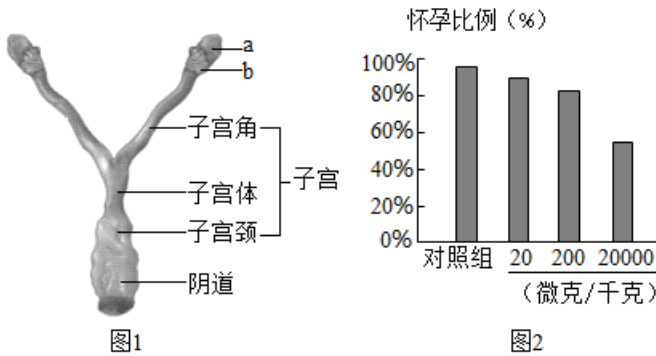 a
b
子宫角
子宫体
子宫
子宫颈
阴道
图1
怀孕比例（%）
100%
80%
60%
40%
20%
0%
对照组 20 200 20000
（微克/千克）
图2